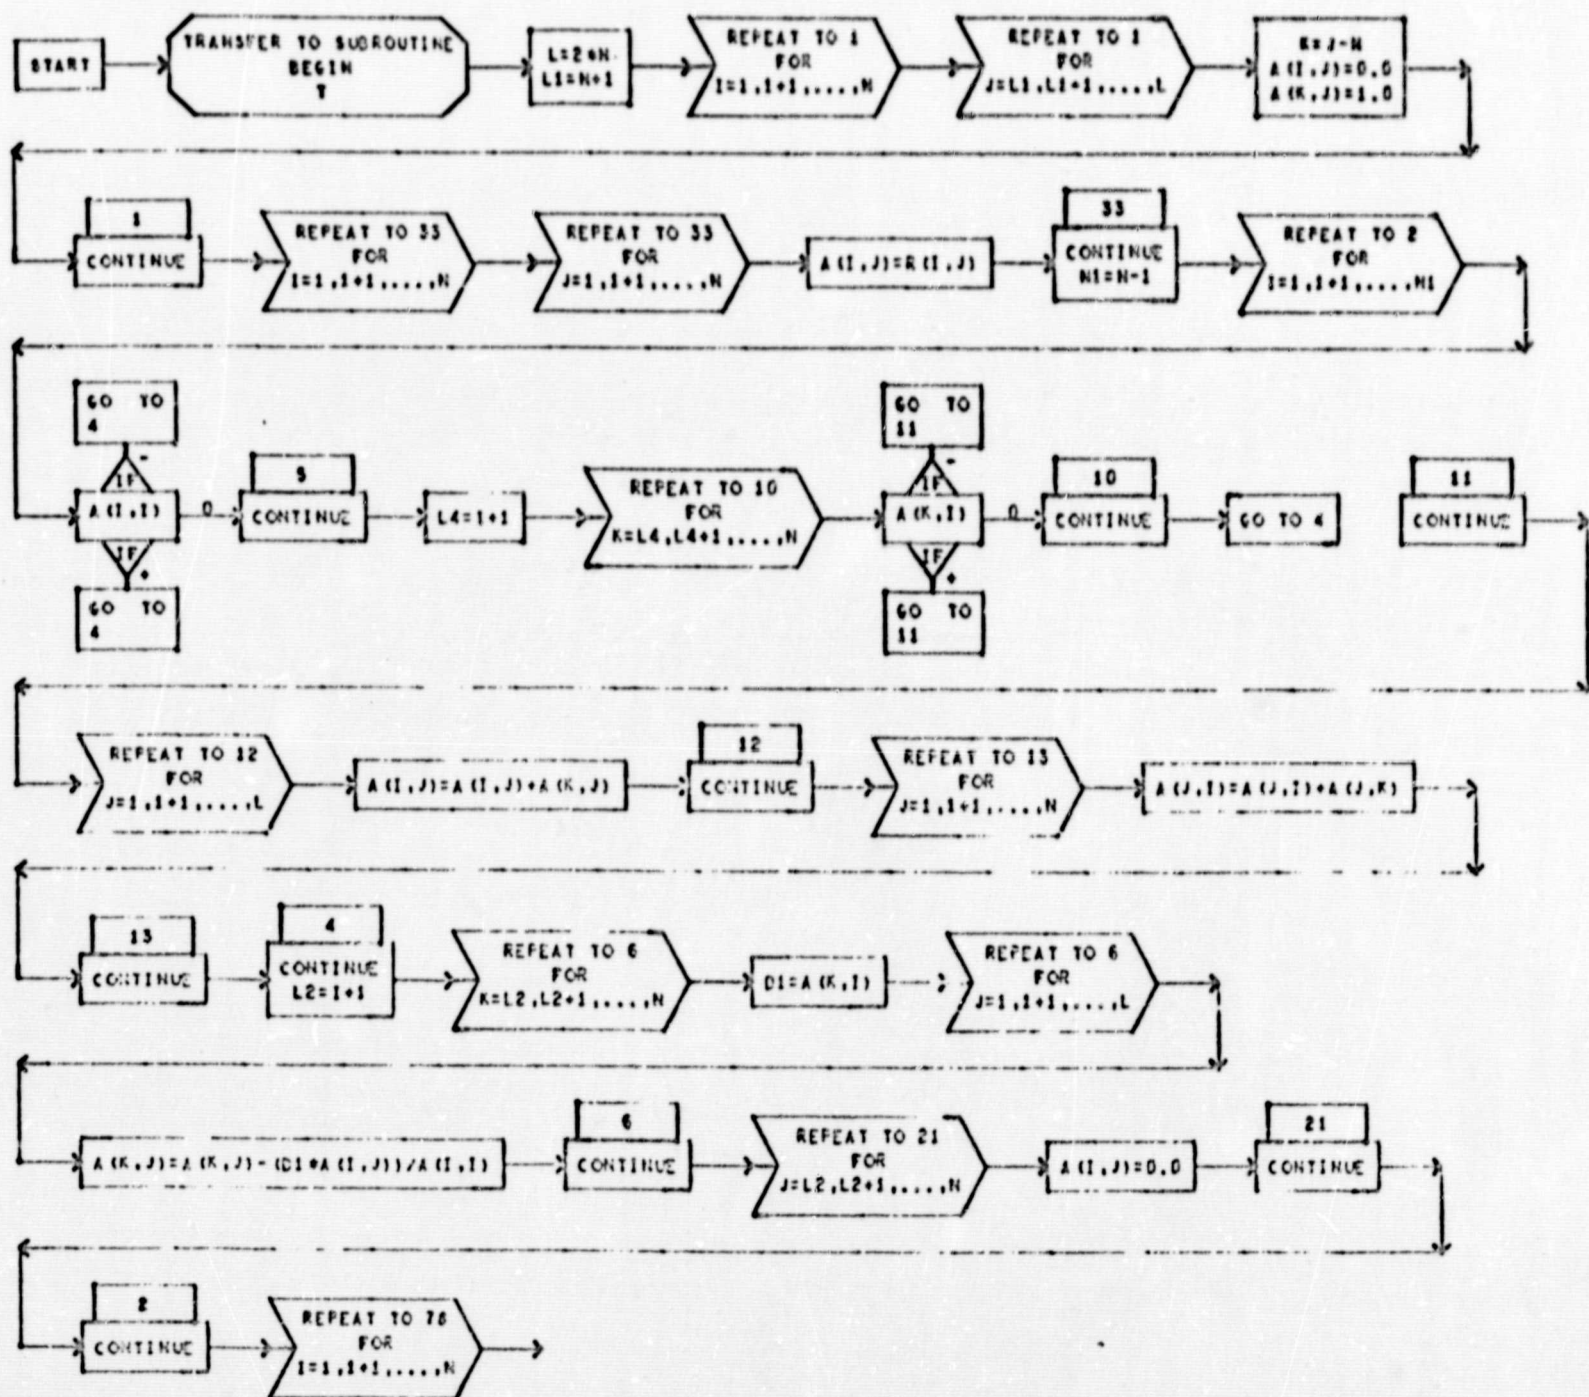 START
TRANSFER TO SUBROUTINE
BEGIN
T
L=2*N
L1=N+1
REPEAT TO 1
FOR
I=1,1+1,....,N
REPEAT TO 1
FOR
J=L1,L1+1,....,L
K=J-N
A(I,J)=0.0
A(K,J)=1.0
1
CONTINUE
REPEAT TO 33
FOR
I=1,1+1,....,N
REPEAT TO 33
FOR
J=1,1+1,....,N
A(I,J)=R(I,J)
33
CONTINUE
N1=N-1
REPEAT TO 2
FOR
I=1,1+1,....,N1
GO TO
4
-
IF
A(I,I)
0
IF
+
GO TO
4
5
CONTINUE
L4=I+1
REPEAT TO 10
FOR
K=L4,L4+1,....,N
GO TO
11
-
IF
A(K,I)
0
IF
+
GO TO
11
10
CONTINUE
GO TO 4
11
CONTINUE
REPEAT TO 12
FOR
J=1,1+1,....,L
A(I,J)=A(I,J)+A(K,J)
12
CONTINUE
REPEAT TO 13
FOR
J=1,1+1,....,N
A(J,I)=A(J,I)+A(J,K)
13
CONTINUE
4
CONTINUE
L2=I+1
REPEAT TO 6
FOR
K=L2,L2+1,....,N
D1=A(K,I)
REPEAT TO 6
FOR
J=1,1+1,....,L
A(K,J)=A(K,J)-(D1*A(I,J))/A(I,I)
6
CONTINUE
REPEAT TO 21
FOR
J=L2,L2+1,....,N
A(I,J)=0.0
21
CONTINUE
2
CONTINUE
REPEAT TO 78
FOR
I=1,1+1,....,N